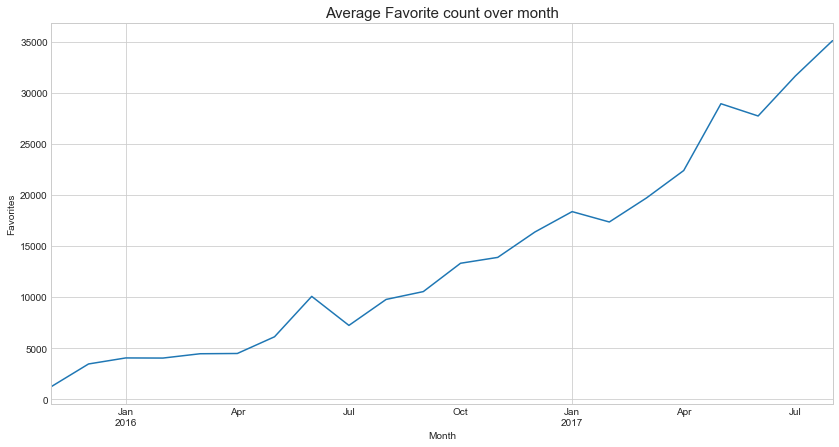 Average Favorite count over month
35000
30000
25000
20000
15000
10000
5000
0
Favorites
Jan Apr Jul Oct Jan Apr Jul
2016 2017
Month